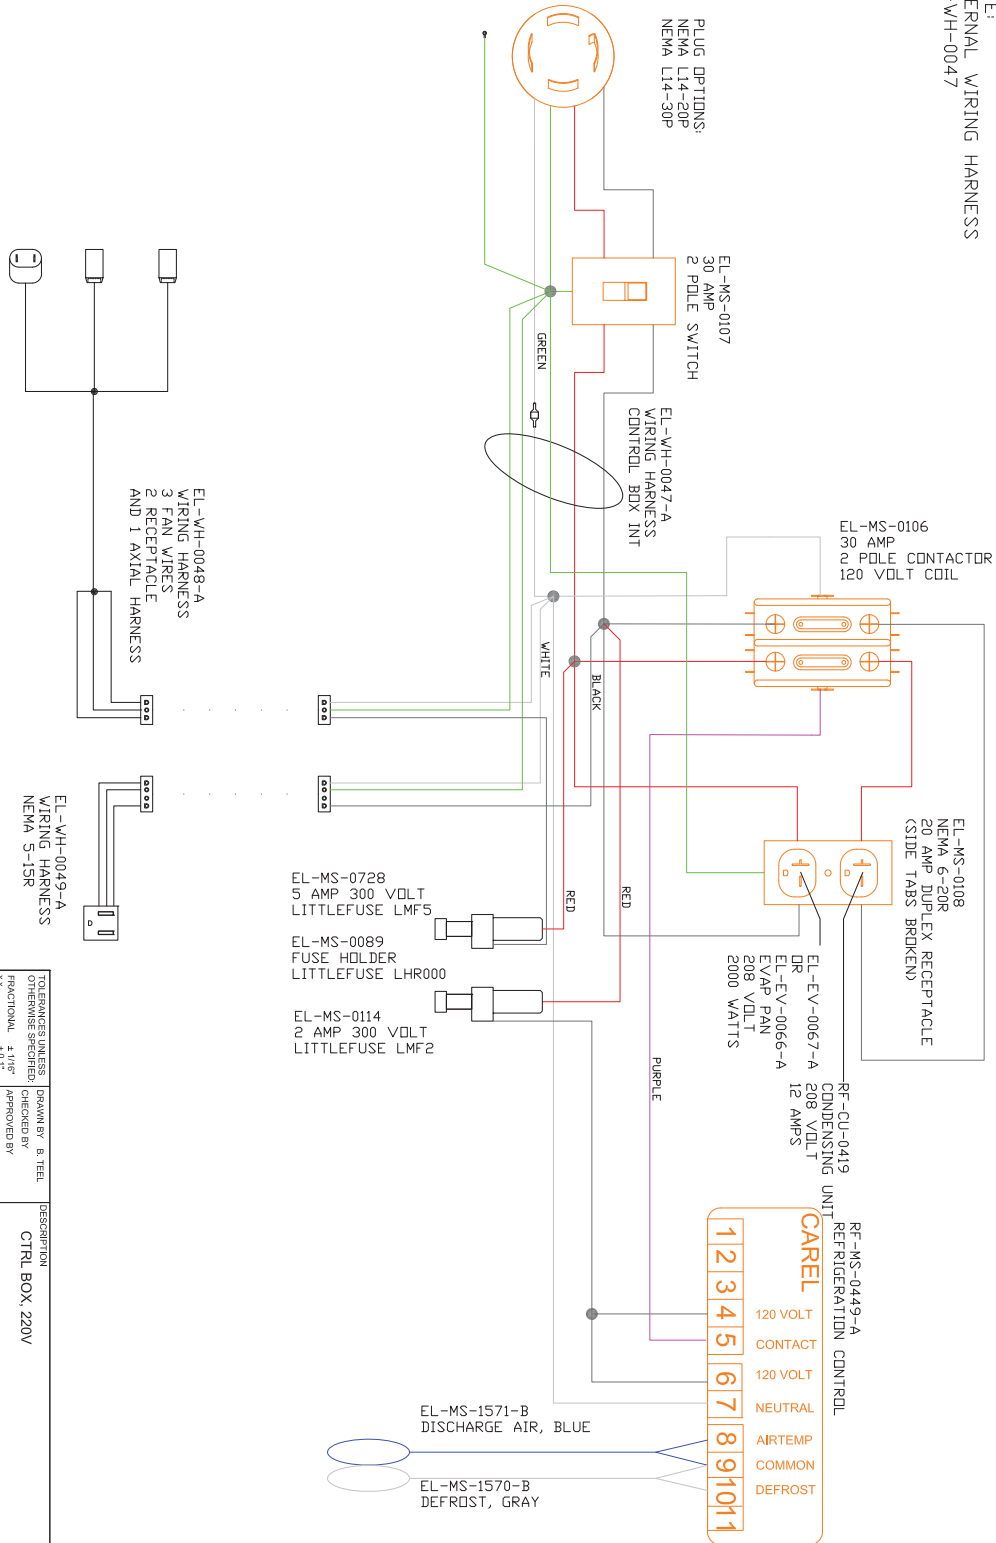 E:
ERNAL WIRING HARNESS
-WH-0047
PLUG OPTIONS:
NEMA L14-20P
NEMA L14-30P
EL-MS-0107
30 AMP
2 POLE SWITCH
GREEN
EL-WH-0047-A
WIRING HARNESS
CONTROL BOX INT
EL-MS-0106
30 AMP
2 POLE CONTACTOR
120 VOLT COIL
EL-WH-0048-A
WIRING HARNESS
3 FAN WIRES
2 RECEPTACLE
AND 1 AXIAL HARNESS
WHITE
BLACK
EL-WH-0049-A
WIRING HARNESS
NEMA 5-15R
EL-MS-0728
5 AMP 300 VOLT
LITTLEFUSE LMF5
EL-MS-0089
FUSE HOLDER
LITTLEFUSE LHR000
EL-MS-0114
2 AMP 300 VOLT
LITTLEFUSE LMF2
RED
RED
PURPLE
EL-MS-0108
NEMA 6-20R
20 AMP DUPLEX RECEPTACLE
(SIDE TABS BROKEN)
EL-EV-0067-A
OR
EL-EV-0066-A
EVAP PAN
208 VOLT
2000 WATTS
RF-CU-0419
CONDENSING UNIT
208 VOLT
12 AMPS
RF-MS-0449-A
REFRIGERATION CONTROL
CAREL
1
2
3
4 120 VOLT
5 CONTACT
6 120 VOLT
7 NEUTRAL
8 AIRTEMP
9 COMMON
10 DEFROST
11
EL-MS-1571-B
DISCHARGE AIR, BLUE
EL-MS-1570-B
DEFROST, GRAY
TOLERANCES UNLESS
OTHERWISE SPECIFIED:
FRACTIONAL ± 1/16"
DRAWN BY B. TEEL
CHECKED BY
APPROVED BY
DESCRIPTION
CTRL BOX, 220V